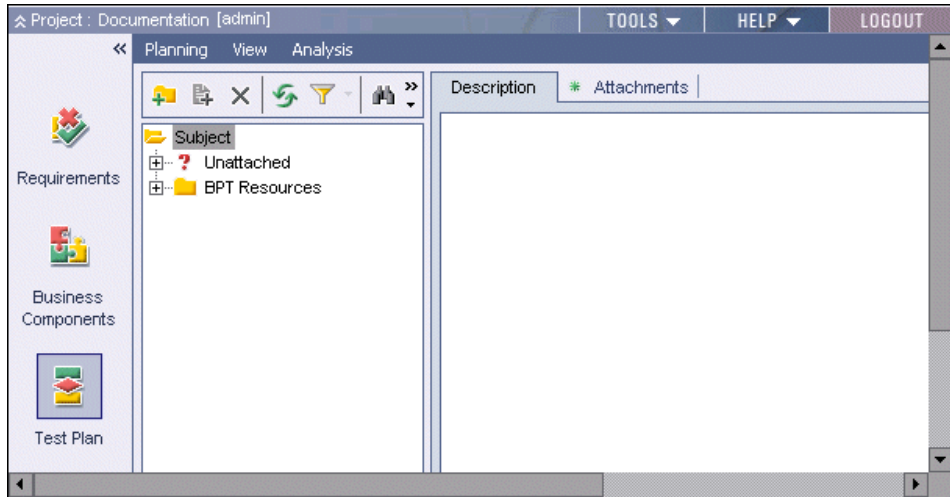 Project : Documentation [admin] TOOLS HELP LOGOUT
Planning View Analysis
Description Attachments
Subject
? Unattached
BPT Resources
Requirements
Business
Components
Test Plan